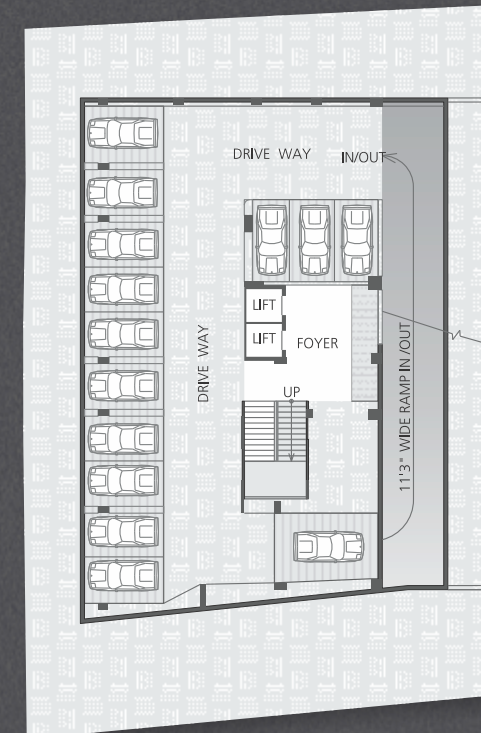 DRIVE WAY
IN/OUT
LIFT
LIFT
FOYER
DRIVE WAY
UP
11'3" WIDE RAMP IN /OUT